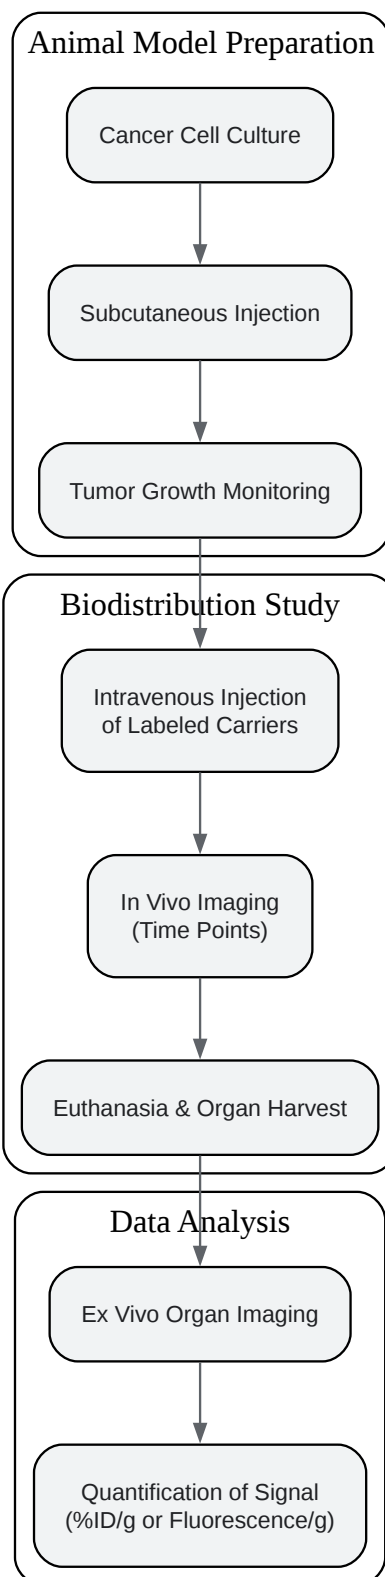 Animal Model Preparation
Cancer Cell Culture
Subcutaneous Injection
Tumor Growth Monitoring
Biodistribution Study
Intravenous Injection
of Labeled Carriers
In Vivo Imaging
(Time Points)
Euthanasia & Organ Harvest
Data Analysis
Ex Vivo Organ Imaging
Quantification of Signal
(%ID/g or Fluorescence/g)